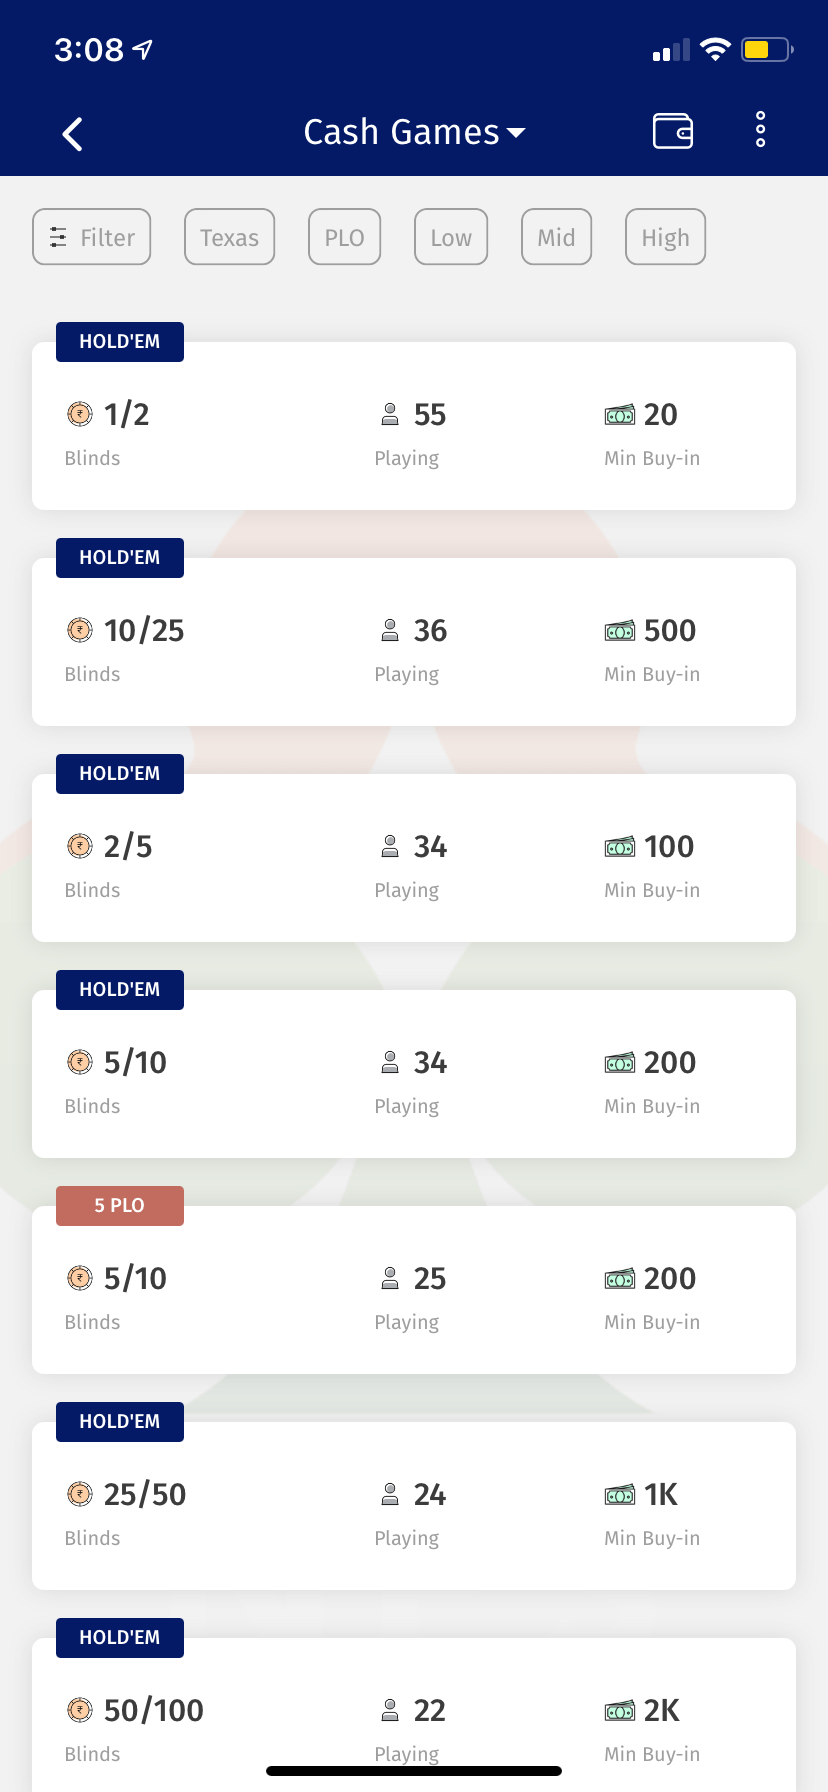 3:08
Cash Games
Filter Texas PLO Low Mid High
HOLD'EM
1/2 55 20
Blinds Playing Min Buy-in
HOLD'EM
10/25 36 500
Blinds Playing Min Buy-in
HOLD'EM
2/5 34 100
Blinds Playing Min Buy-in
HOLD'EM
5/10 34 200
Blinds Playing Min Buy-in
5 PLO
5/10 25 200
Blinds Playing Min Buy-in
HOLD'EM
25/50 24 1K
Blinds Playing Min Buy-in
HOLD'EM
50/100 22 2K
Blinds Playing Min Buy-in